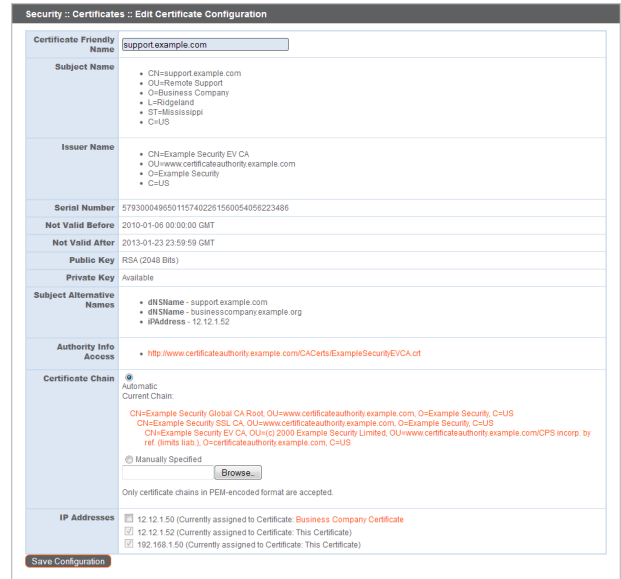 Security :: Certificates :: Edit Certificate Configuration
Certificate Friendly
Name
support.example.com
Subject Name
CN=support.example.com
OU=Remote Support
O=Business Company
L=Ridgeland
ST=Mississippi
C=US
Issuer Name
CN=Example Security EV CA
OU=www.certificateauthority.example.com
O=Example Security
C=US
Serial Number 57930004965011574022615600540562234​86
Not Valid Before 2010-01-06 00:00:00 GMT
Not Valid After 2013-01-23 23:59:59 GMT
Public Key RSA (2048 Bits)
Private Key Available
Subject Alternative
Names
dNSName - support.example.com
dNSName - businesscompany.example.org
iPAddress - 12.12.1.52
Authority Info
Access
http://www.certificateauthority.example.com/CACerts/ExampleSecurityEVCA.crt
Certificate Chain
Automatic
Current Chain:
CN=Example Security Global CA Root, OU=www.certificateauthority.example.com, O=Example Security, C=US
CN=Example Security SSL CA, OU=www.certificateauthority.example.com, O=Example Security, C=US
CN=Example Security EV CA, OU=(c) 2000 Example Security Limited, OU=www.certificateauthority.example.com/CPS incorp. by
ref. (limits liab.), O=certificateauthority.example.com, C=US
Manually Specified
Browse..
Only certificate chains in PEM-encoded format are accepted.
IP Addresses
12.12.1.50 (Currently assigned to Certificate: Business Company Certificate
12.12.1.52 (Currently assigned to Certificate: This Certificate)
192.168.1.50 (Currently assigned to Certificate: This Certificate)
Save Configuration